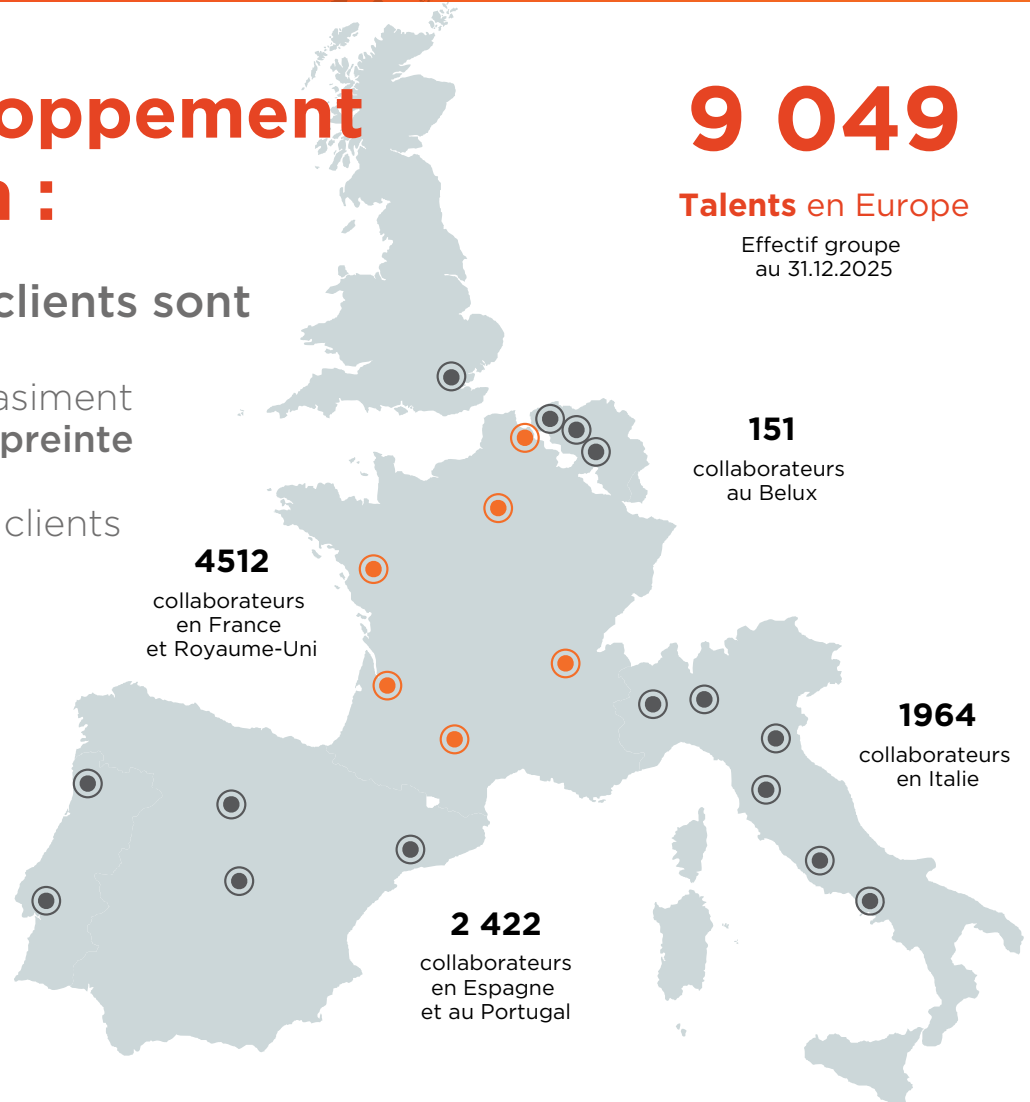 oppement
:
clients sont
preinte
clients
9 049
Talents en Europe
Effectif groupe
au 31.12.2025
151
collaborateurs
au Belux
4512
collaborateurs
en France
et Royaume-Uni
1964
collaborateurs
en Italie
2 422
collaborateurs
en Espagne
et au Portugal